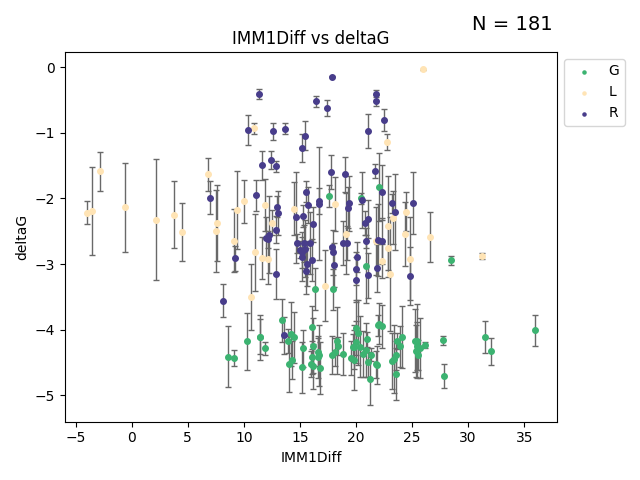 N = 181
IMM1Diff vs deltaG
G
L
R
0
−1
−2
−3
−4
−5
deltaG
−5 0 5 10 15 20 25 30 35
IMM1Diff